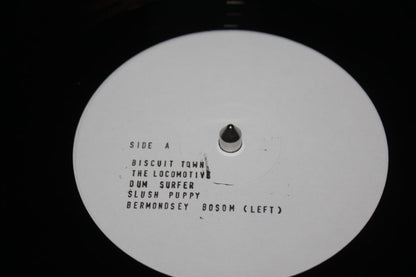 SIDE A
BISCUIT TOWN
THE LOCOMOTIVE
DUM SURFER
SLUSH PUPPY
BERMONDSEY BOSOM (LEFT)